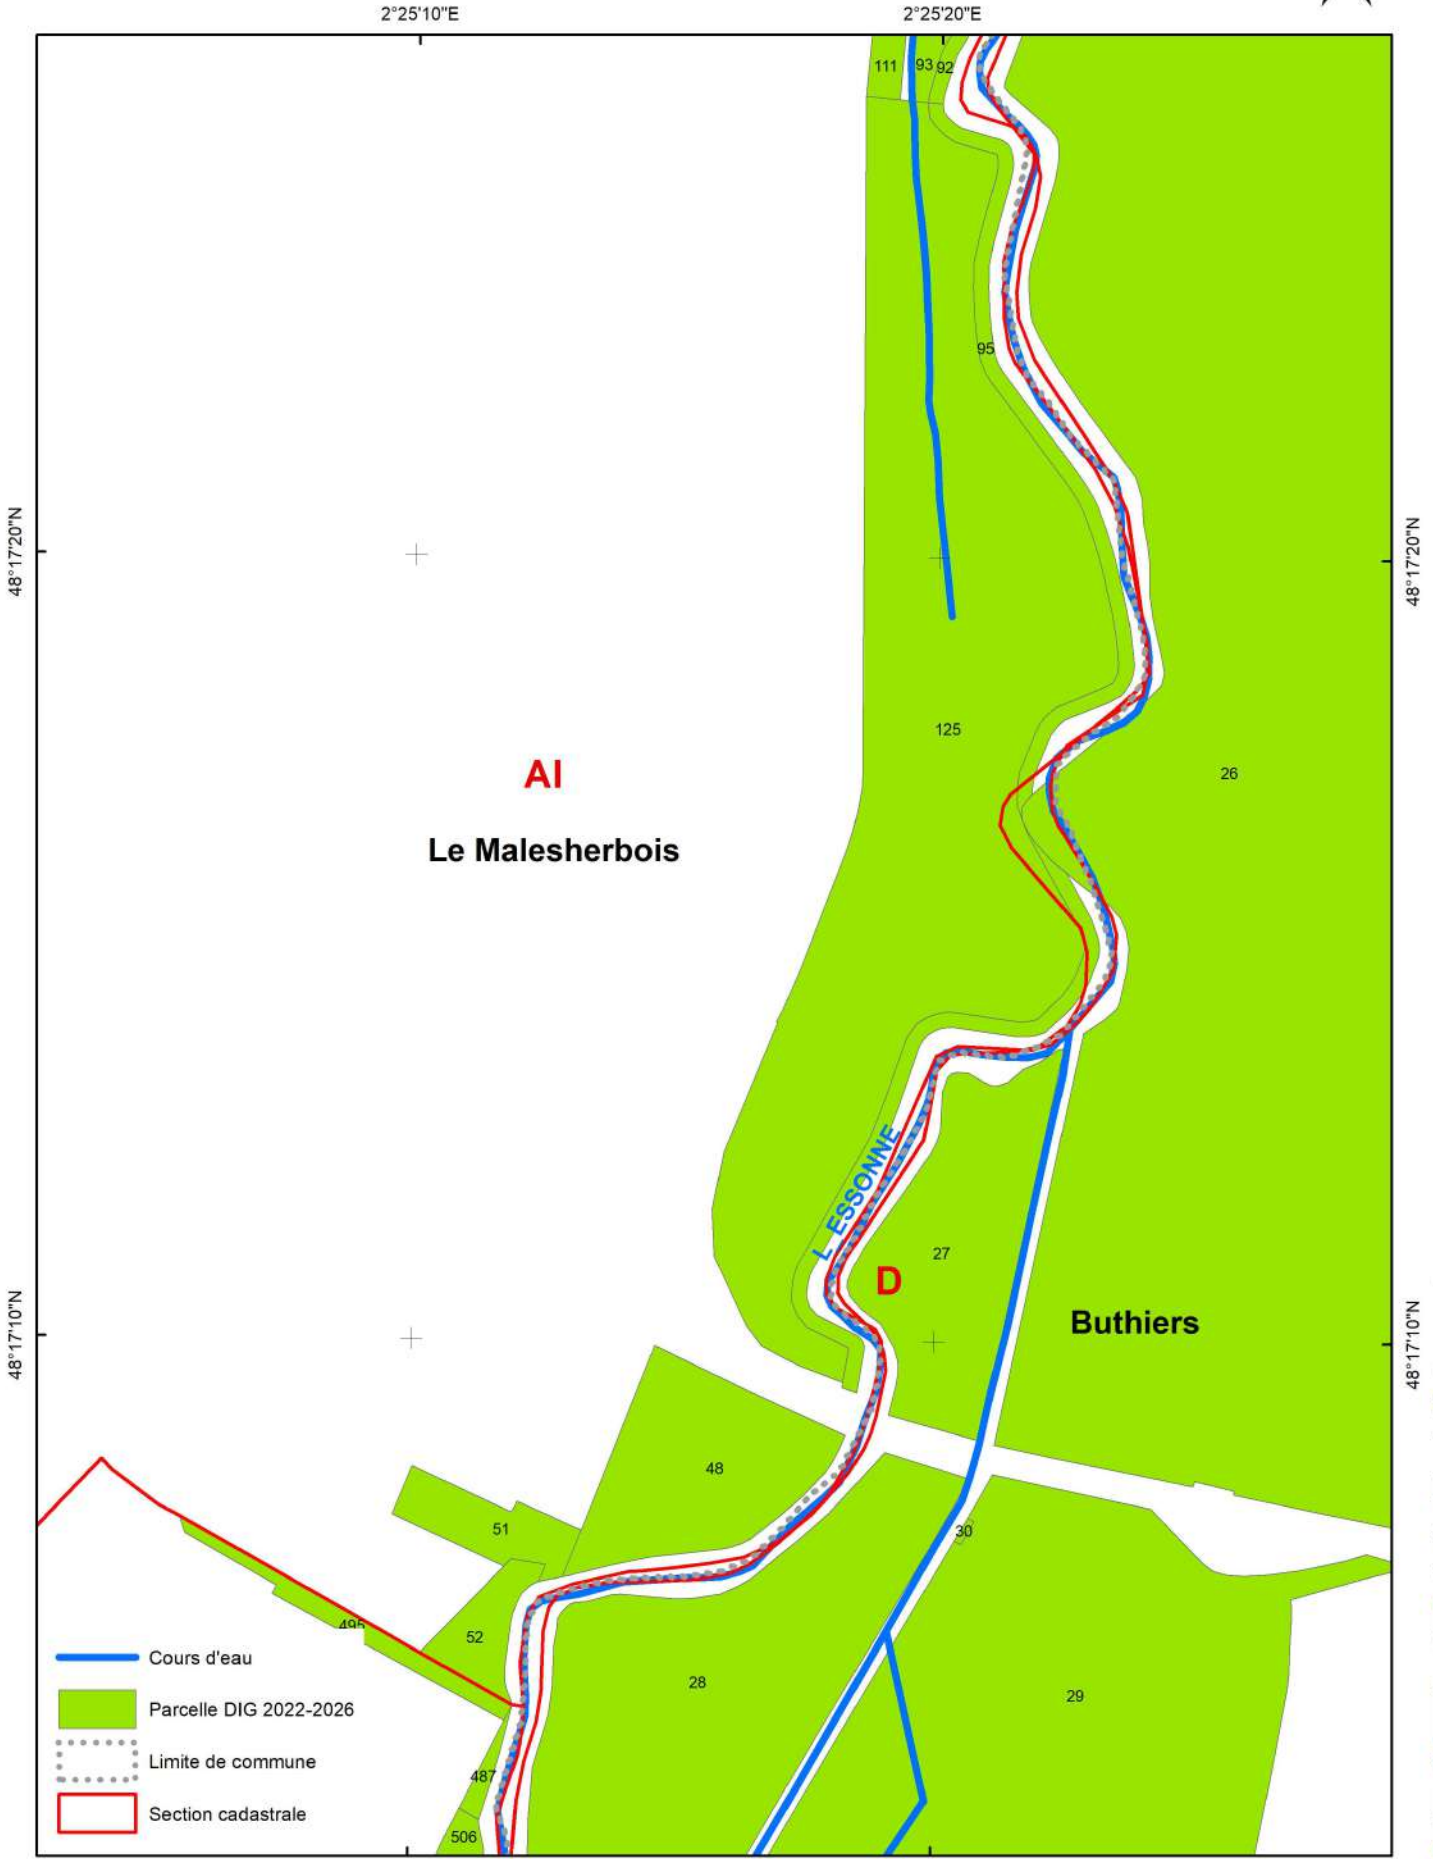 2°25'10"E
2°25'20"E
111
93
92
95
48°17'20"N
48°17'20"N
125
26
AI
Le Malesherbois
L ESSONNE
27
D
Buthiers
48°17'10"N
48°17'10"N
48
51
30
495
52
28
29
487
506
Cours d'eau
Parcelle DIG 2022-2026
Limite de commune
Section cadastrale